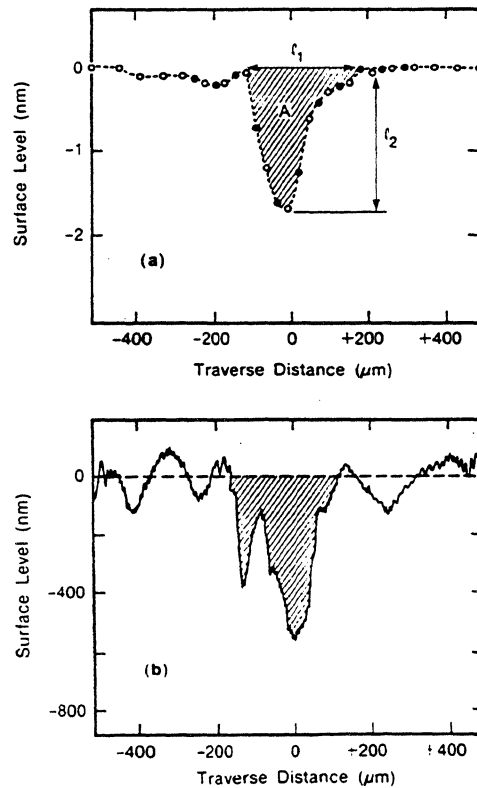 ℓ₁
0
A
ℓ₂
-1
-2
Surface Level (nm)
(a)
-400 -200 0 +200 +400
Traverse Distance (μm)
0
-400
-800
Surface Level (nm)
(b)
-400 -200 0 +200 +400
Traverse Distance (μm)